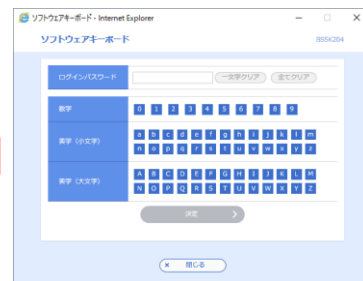 ソフトウェアキーボード - Internet Explorer
ソフトウェアキーボード BSSK204
ログインパスワード 一文字クリア 全てクリア
数字 0 1 2 3 4 5 6 7 8 9
英字（小文字） a b c d e f g h i j k l m
n o p q r s t u v w x y z
英字（大文字） A B C D E F G H I J K L M
N O P Q R S T U V W X Y Z
決定
× 閉じる